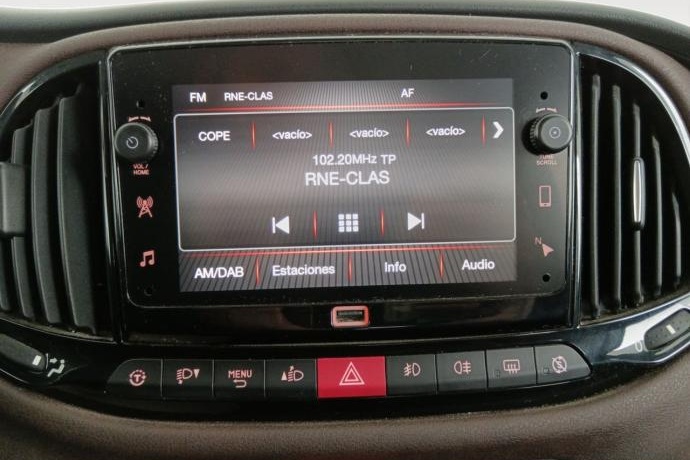 FM RNE-CLAS AF
COPE <vacío> <vacío> <vacío>
102.20MHz TP
RNE-CLAS
AM/DAB Estaciones Info Audio
VOL/
HOME
TUNE
SCROLL
N
MENU
0